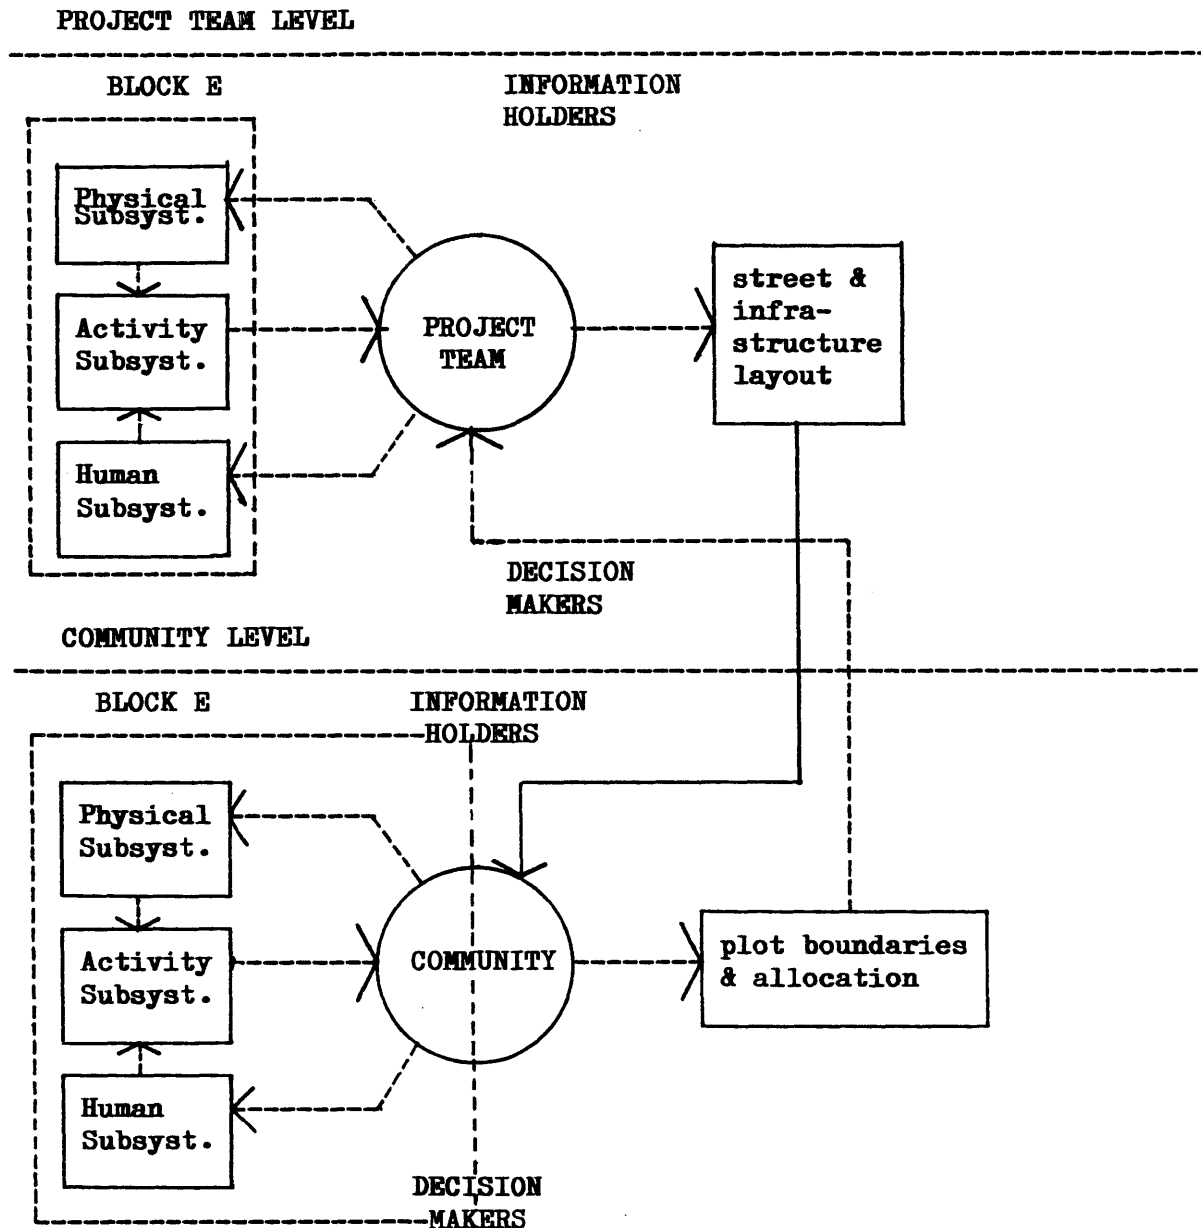 PROJECT TEAM LEVEL
BLOCK E
INFORMATION
HOLDERS
Physical
Subsyst.
Activity
Subsyst.
Human
Subsyst.
PROJECT
TEAM
street &
infra-
structure
layout
DECISION
MAKERS
COMMUNITY LEVEL
BLOCK E
INFORMATION
HOLDERS
Physical
Subsyst.
Activity
Subsyst.
Human
Subsyst.
COMMUNITY
plot boundaries
& allocation
DECISION
MAKERS